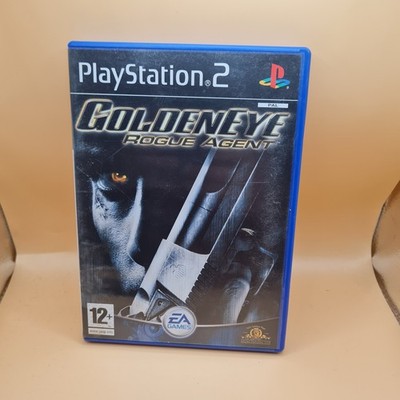 PlayStation®2
PAL
GOLDENEYE
ROGUE AGENT
12+
EA
GAMES